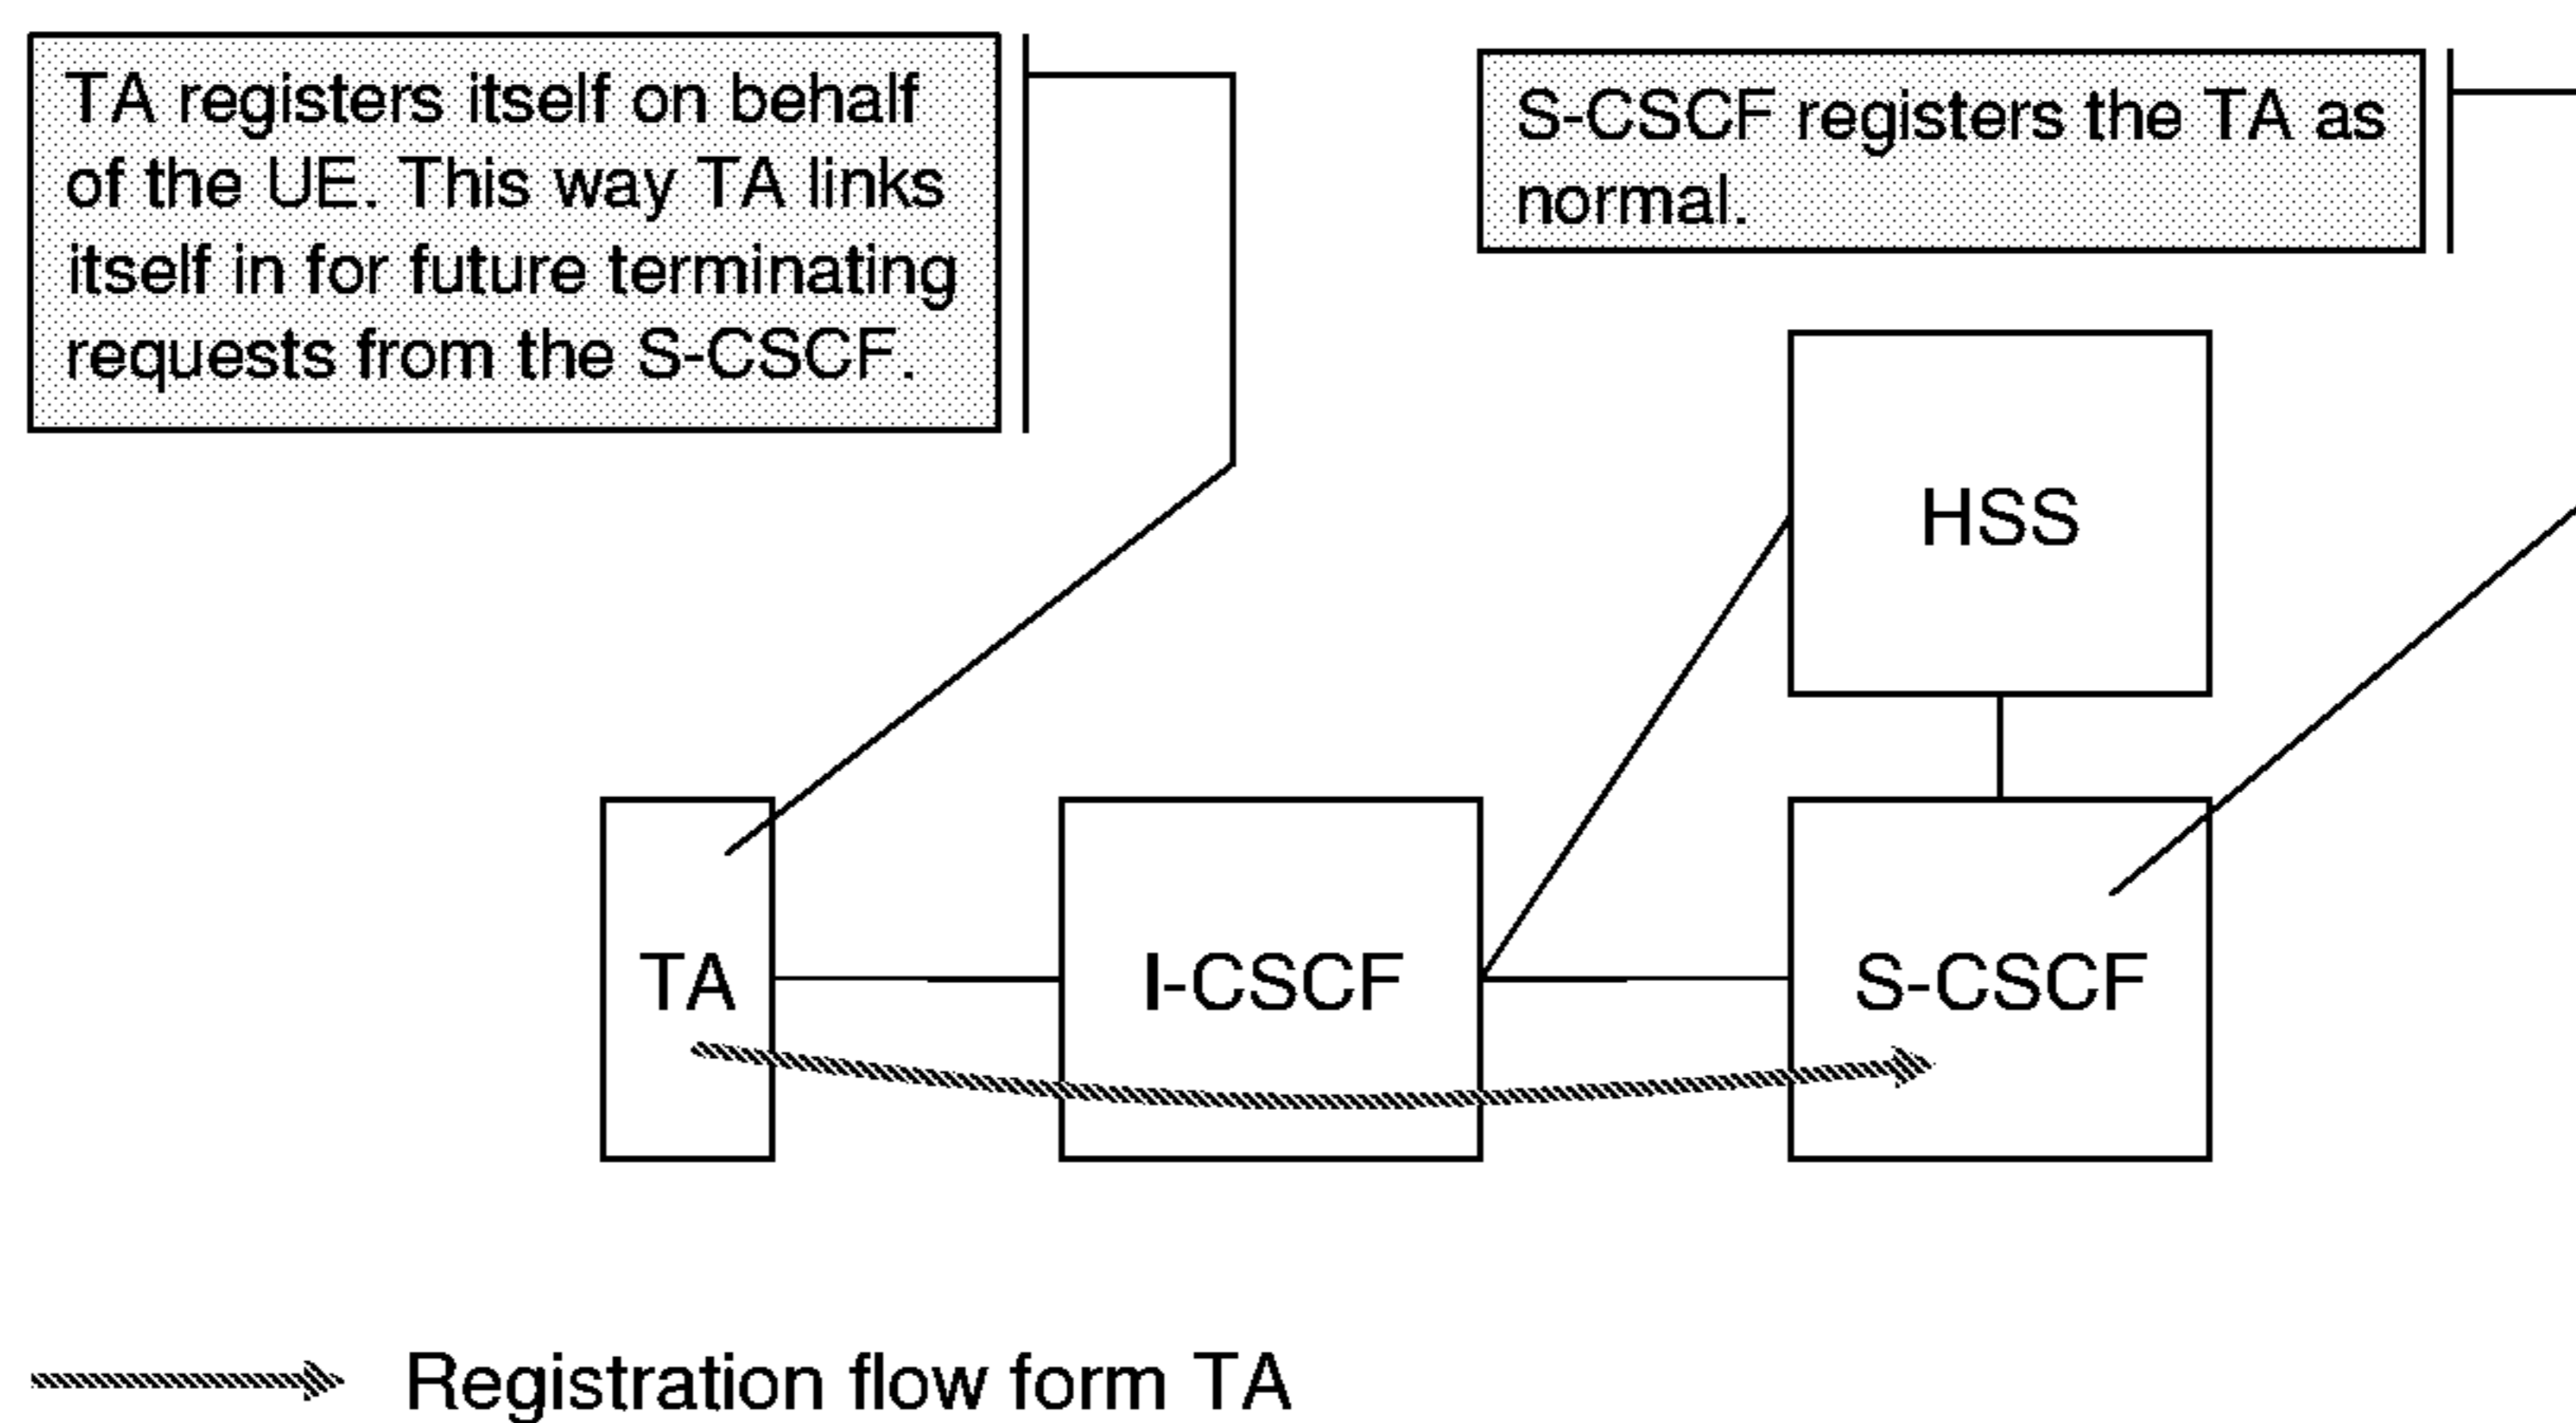 TA registers itself on behalf
of the UE. This way TA links
itself in for future terminating
requests from the S-CSCF.
S-CSCF registers the TA as
normal.
HSS
TA
I-CSCF
S-CSCF
Registration flow form TA